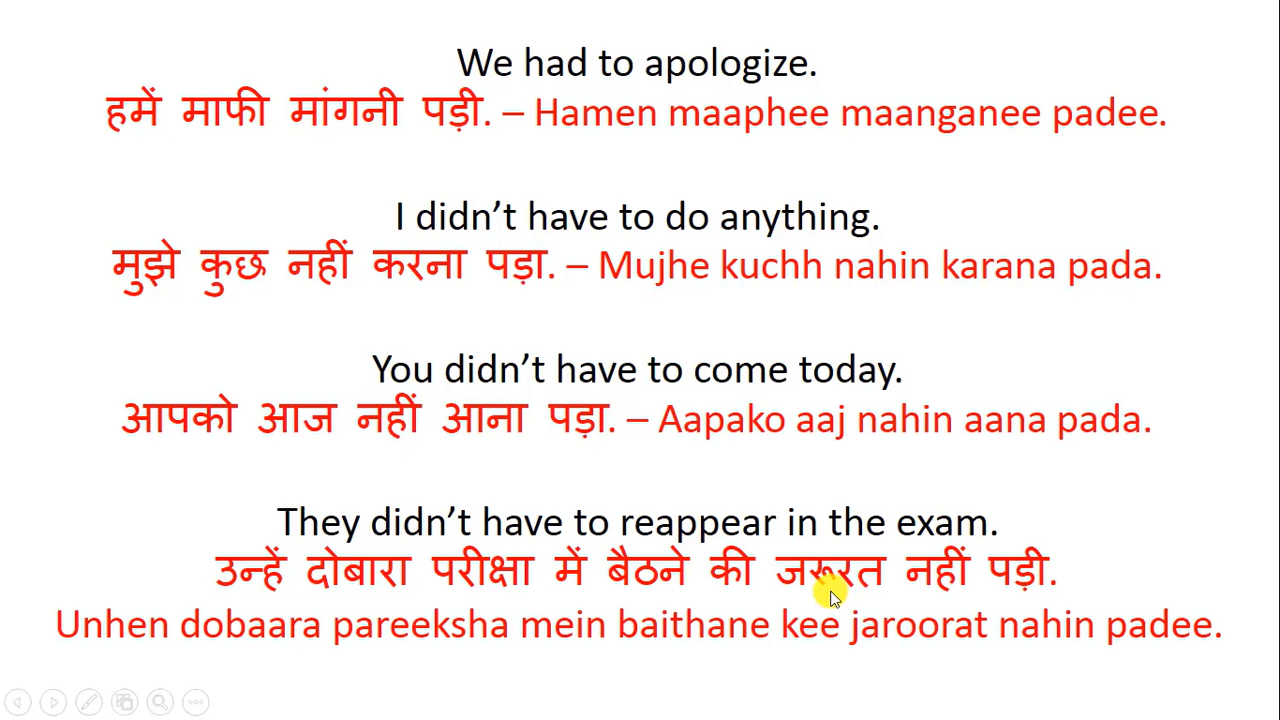 We had to apologize.
हमें माफी मांगनी पड़ी. – Hamen maaphee maanganee padee.
I didn’t have to do anything.
मुझे कुछ नहीं करना पड़ा. – Mujhe kuchh nahin karana pada.
You didn’t have to come today.
आपको आज नहीं आना पड़ा. – Aapako aaj nahin aana pada.
They didn’t have to reappear in the exam.
उन्हें दोबारा परीक्षा में बैठने की जरूरत नहीं पड़ी.
Unhen dobaara pareeksha mein baithane kee jaroorat nahin padee.